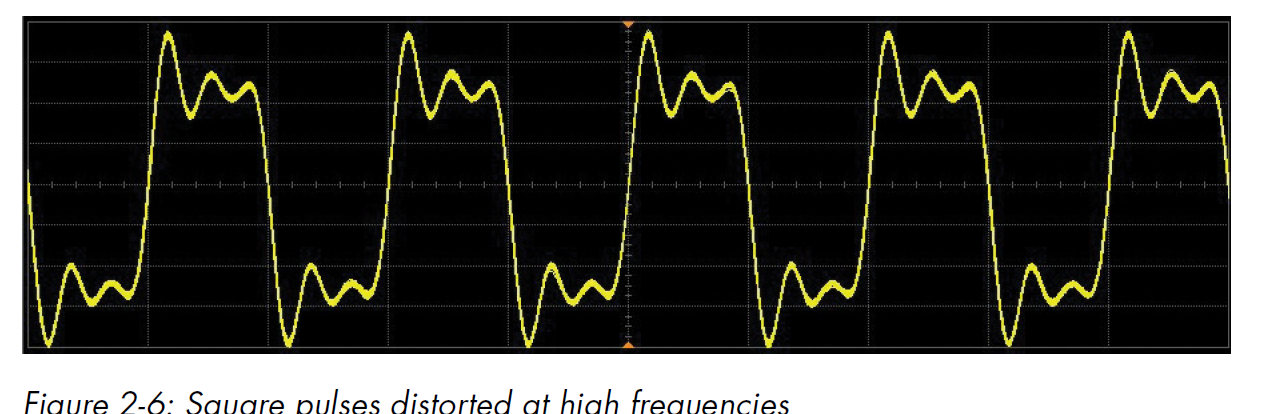 Figure 2-6: Square pulses distorted at high frequencies